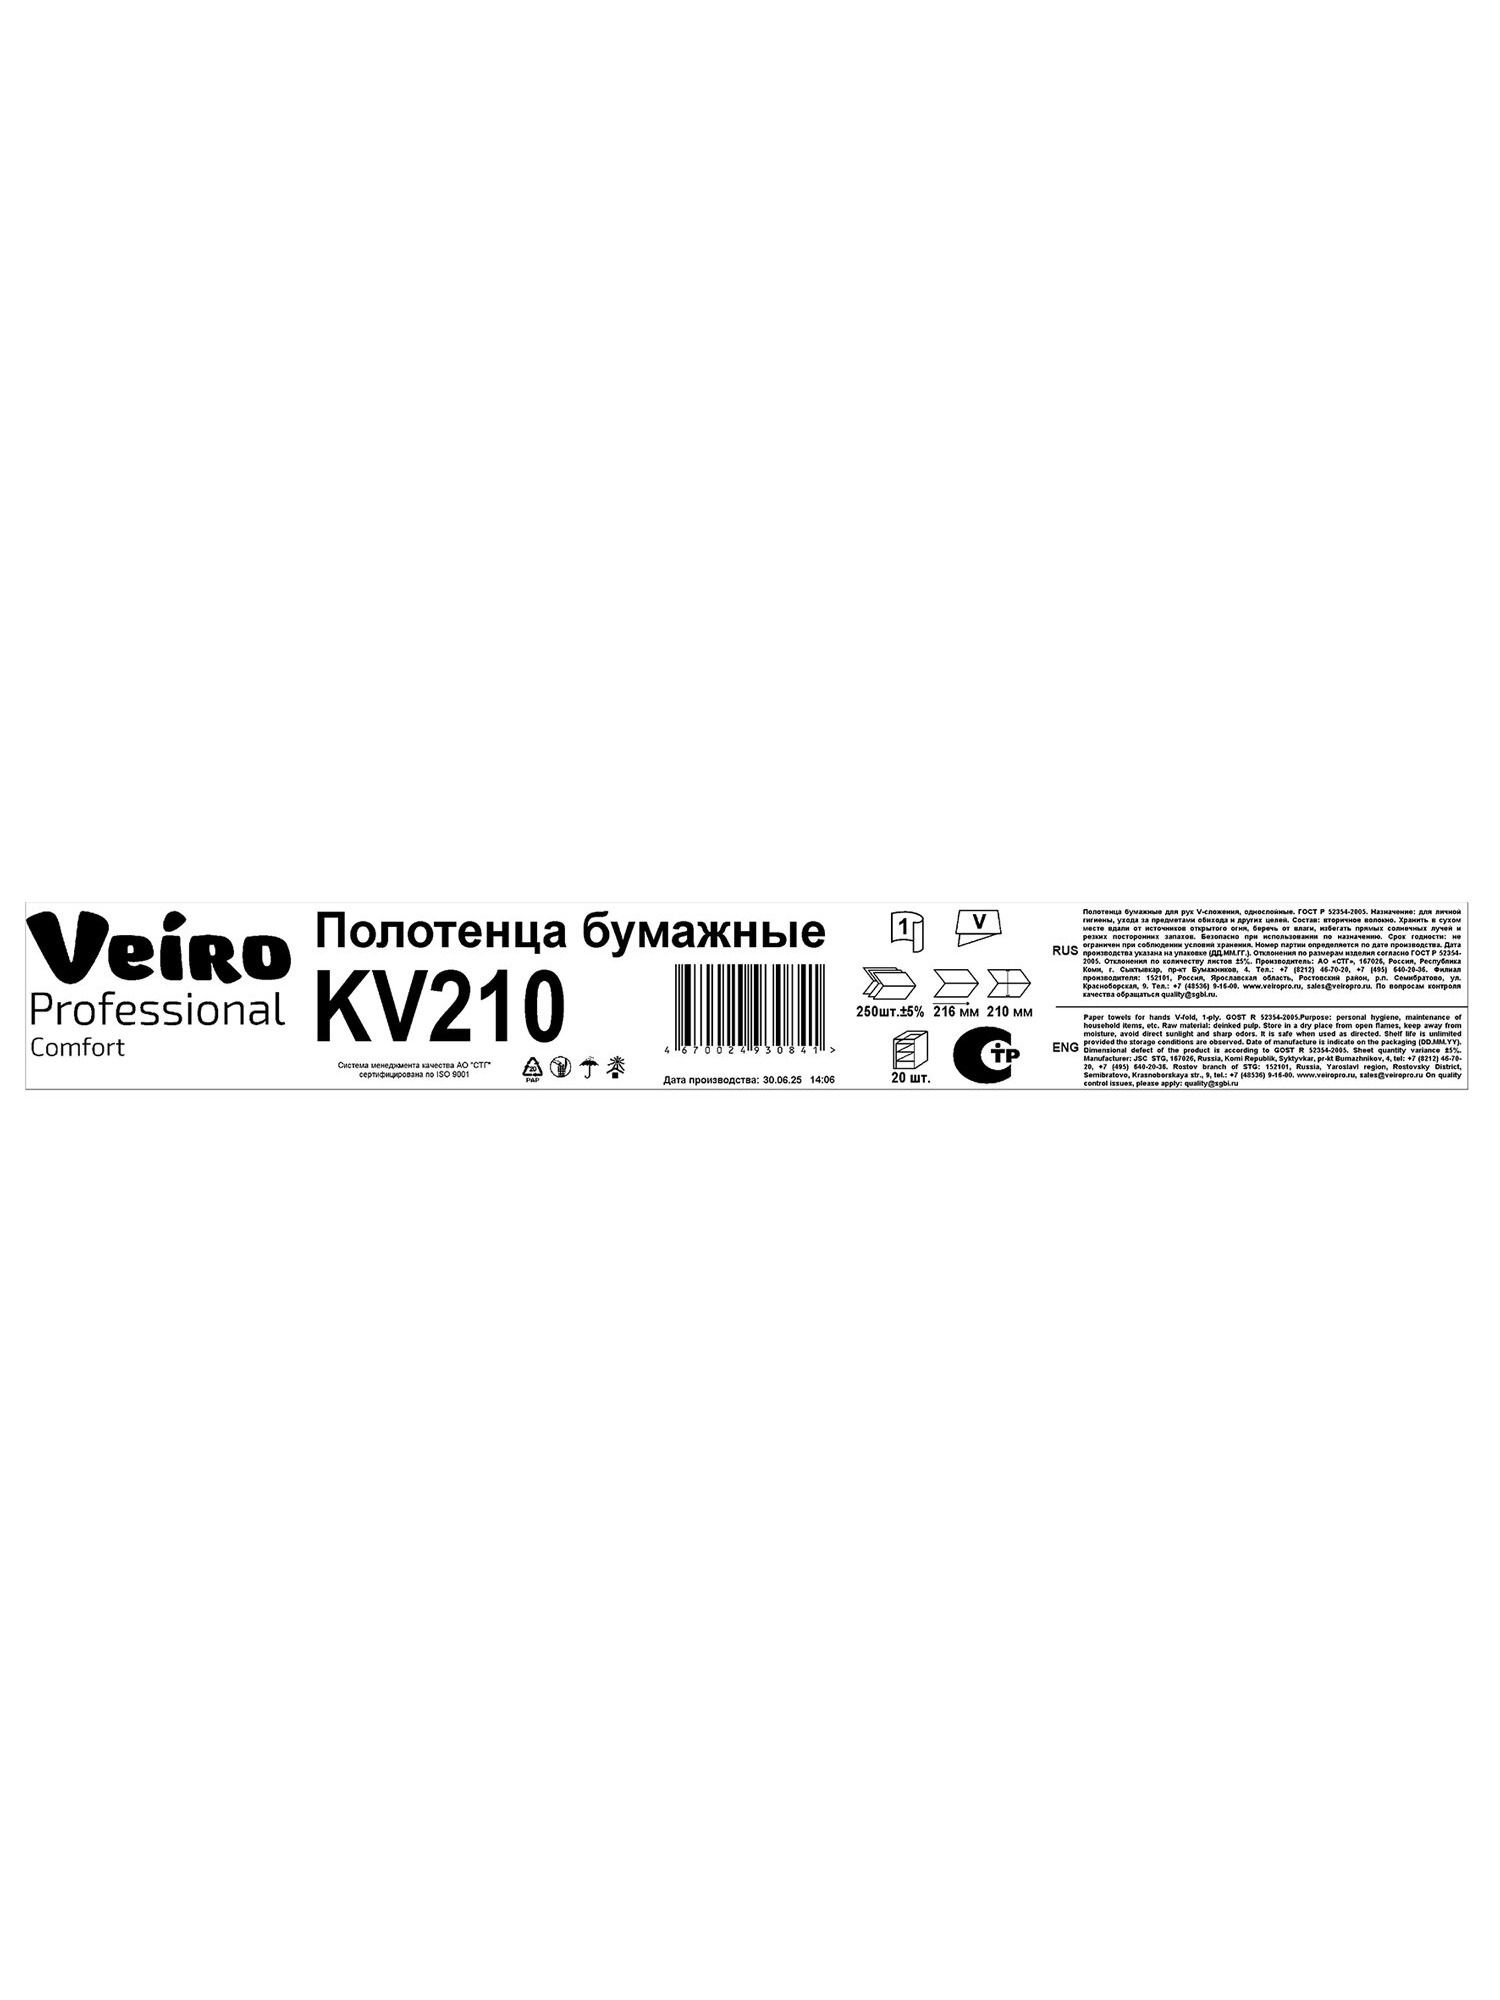 Veiro
Professional
Comfort
Полотенца бумажные
KV210
Система менеджмента качества АО "СТГ"
сертифицирована по ISO 9001
20
PAP
4 670024 930841 >
Дата производства: 30.06.25 14:06
1
V
250шт.±5% 216 мм 210 мм
20 шт.
СТР
RUS
Полотенца бумажные для рук V-сложения, однослойные. ГОСТ Р 52354-2005. Назначение: для личной
гигиены, ухода за предметами обихода и других целей. Состав: вторичное волокно. Хранить в сухом
месте вдали от источников открытого огня, беречь от влаги, избегать прямых солнечных лучей и
резких посторонних запахов. Безопасно при использовании по назначению. Срок годности: не
ограничен при соблюдении условий хранения. Номер партии определяется по дате производства. Дата
производства указана на упаковке (ДД.ММ.ГГ.). Отклонения по размерам изделия согласно ГОСТ Р 52354-
2005. Отклонения по количеству листов ±5%. Производитель: АО «СТГ», 167026, Россия, Республика
Коми, г. Сыктывкар, пр-кт Бумажников, 4. Тел.: +7 (8212) 46-70-20, +7 (495) 640-20-36. Филиал
производителя: 152101, Россия, Ярославская область, Ростовский район, р.п. Семибратово, ул.
Красноборская, 9. Тел.: +7 (48536) 9-16-00. www.veiropro.ru, sales@veiropro.ru. По вопросам контроля
качества обращаться quality@sgbi.ru.
ENG
Paper towels for hands V-fold, 1-ply. GOST R 52354-2005.Purpose: personal hygiene, maintenance of
household items, etc. Raw material: deinked pulp. Store in a dry place from open flames, keep away from
moisture, avoid direct sunlight and sharp odors. It is safe when used as directed. Shelf life is unlimited
provided the storage conditions are observed. Date of manufacture is indicate on the packaging (DD.MM.YY).
Dimensional defect of the product is according to GOST R 52354-2005. Sheet quantity variance ±5%.
Manufacturer: JSC STG, 167026, Russia, Komi Republik, Syktyvkar, pr-kt Bumazhnikov, 4, tel: +7 (8212) 46-70-
20, +7 (495) 640-20-36. Rostov branch of STG: 152101, Russia, Yaroslavl region, Rostovsky District,
Semibratovo, Krasnoborskaya str., 9, tel.: +7 (48536) 9-16-00. www.veiropro.ru, sales@veiropro.ru On quality
control issues, please apply: quality@sgbi.ru